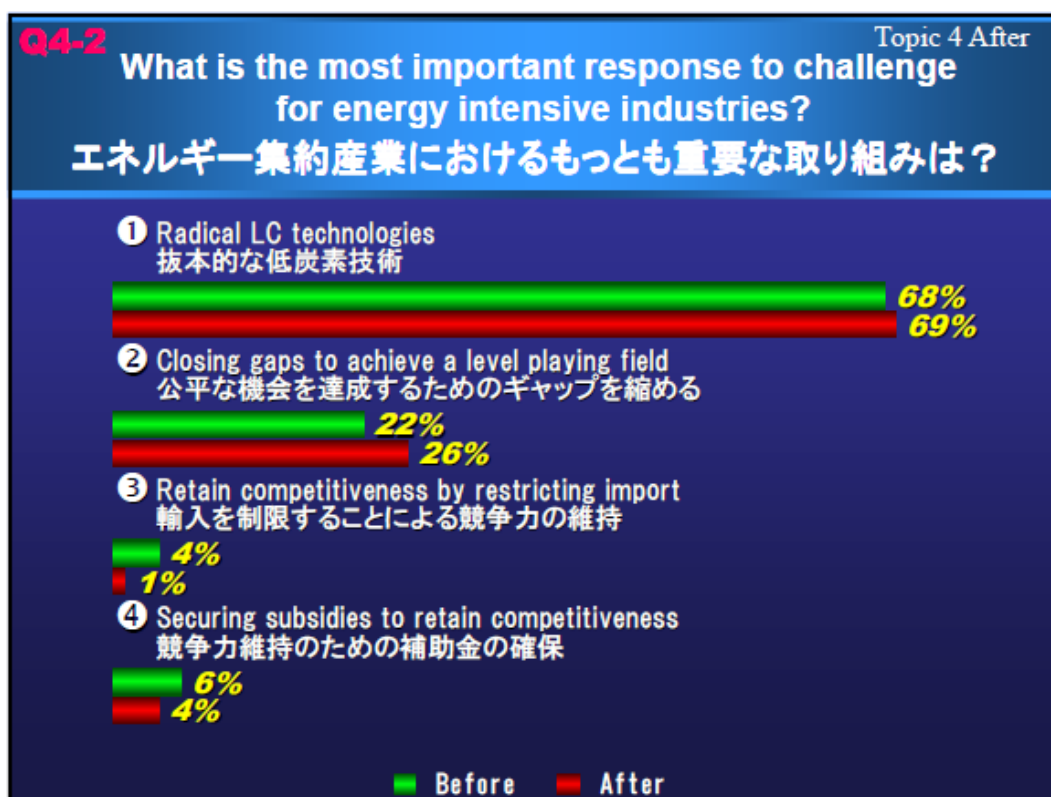 Q4-2
Topic 4 After
What is the most important response to challenge
for energy intensive industries?
エネルギー集約産業におけるもっとも重要な取り組みは？
❶ Radical LC technologies
抜本的な低炭素技術
68%
69%
❷ Closing gaps to achieve a level playing field
公平な機会を達成するためのギャップを縮める
22%
26%
❸ Retain competitiveness by restricting import
輸入を制限することによる競争力の維持
4%
1%
❹ Securing subsidies to retain competitiveness
競争力維持のための補助金の確保
6%
4%
Before After